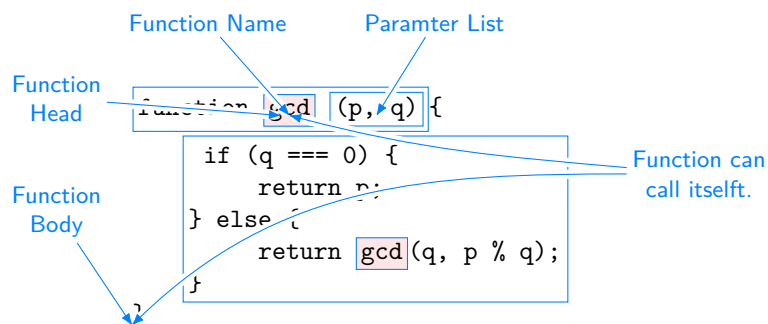 Function Name
Paramter List
Function
Head
function gcd (p, q) {
if (q === 0) {
return p;
Function can
call itselft.
Function
Body
} else {
return gcd(q, p % q);
}
}